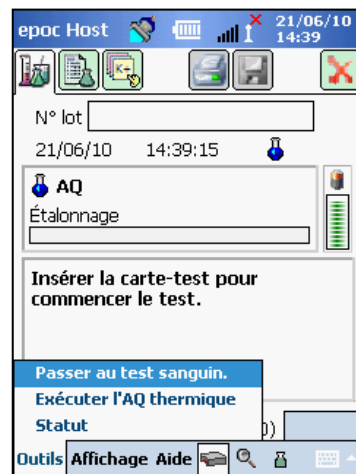 epoc Host 21/06/10
14:39
K+
N° lot
21/06/10 14:39:15
AQ
Étalonnage
Insérer la carte-test pour
commencer le test.
Passer au test sanguin.
Exécuter l'AQ thermique
Statut
0)
Outils Affichage Aide